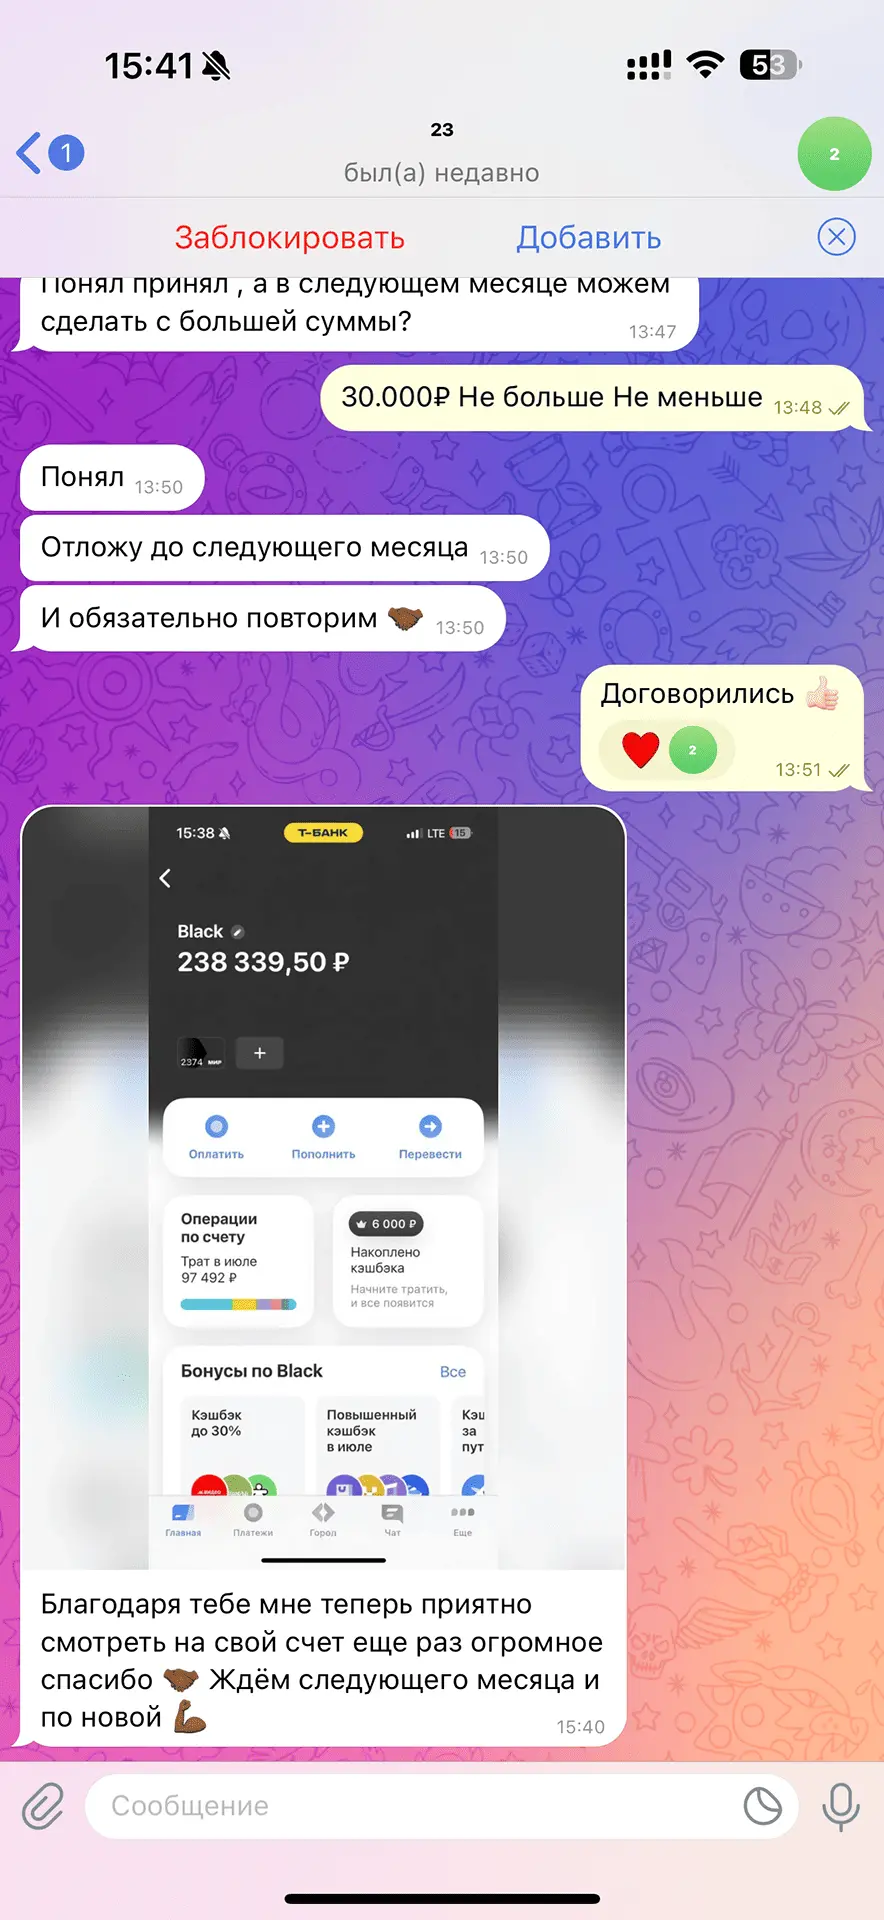 15:41
53
1
23
был(а) недавно
2
Заблокировать
Добавить
Понял принял , а в следующем месяце можем
сделать с большей суммы?
13:47
30.000₽ Не больше Не меньше
13:48
Понял
13:50
Отложу до следующего месяца
13:50
И обязательно повторим 🤝🏾
13:50
Договорились 👍🏻
❤️ 2
13:51
15:38
Т-БАНК
LTE 15
Black
238 339,50 ₽
2374 МИР
+
Оплатить
Пополнить
Перевести
Операции
по счету
Трат в июле
97 492 ₽
6 000 ₽
Накоплено
кэшбэка
Начните тратить,
и все появится
Бонусы по Black
Все
Кэшбэк
до 30%
Повышенный
кэшбэк
в июле
Кэш
за
пут
Главная
Платежи
Город
Чат
Еще
Благодаря тебе мне теперь приятно
смотреть на свой счет еще раз огромное
спасибо 🤝🏾 Ждём следующего месяца и
по новой 💪🏾
15:40
Сообщение